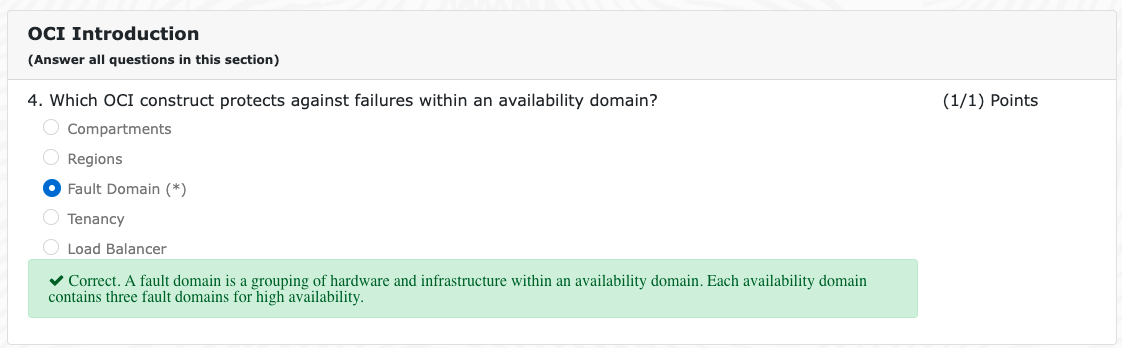 OCI Introduction
(Answer all questions in this section)
4. Which OCI construct protects against failures within an availability domain?
(1/1) Points
Compartments
Regions
Fault Domain (*)
Tenancy
Load Balancer
✔ Correct. A fault domain is a grouping of hardware and infrastructure within an availability domain. Each availability domain
contains three fault domains for high availability.